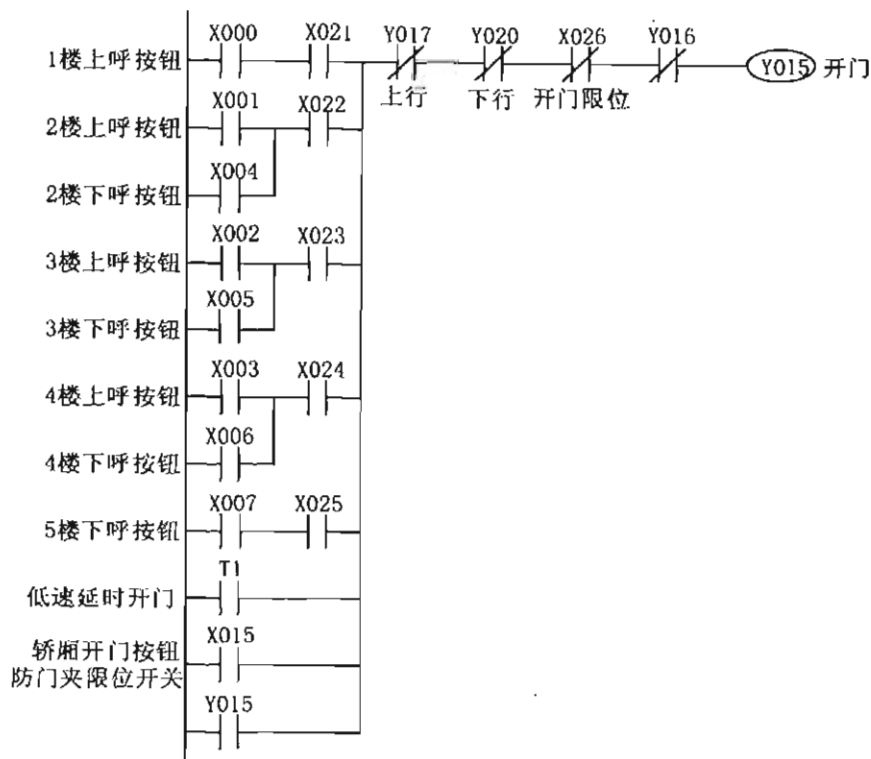 X000 X021 Y017 Y020 X026 Y016
1楼上呼按钮 Y015 开门
上行 下行 开门限位
X001 X022
2楼上呼按钮
X004
2楼下呼按钮
X002 X023
3楼上呼按钮
X005
3楼下呼按钮
X003 X024
4楼上呼按钮
X006
4楼下呼按钮
X007 X025
5楼下呼按钮
T1
低速延时开门
X015
轿厢开门按钮
防门夹限位开关
Y015